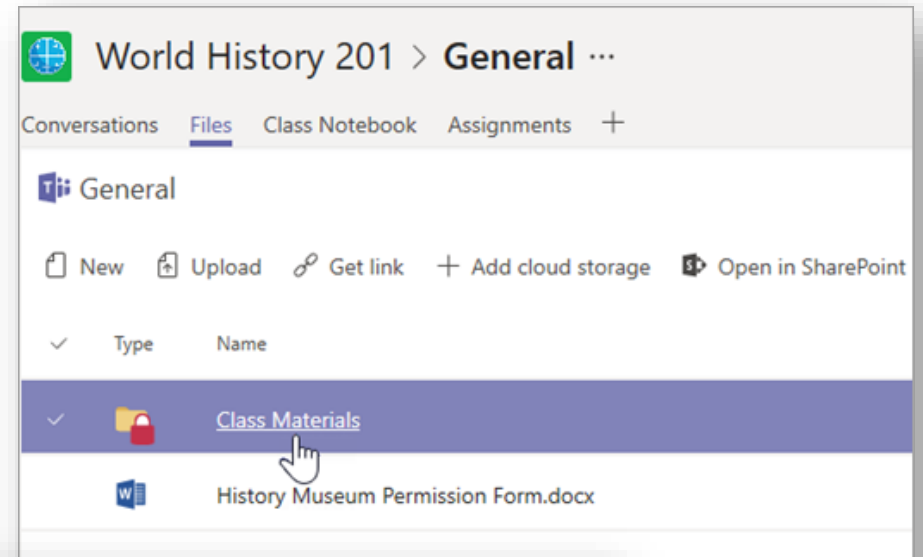 World History 201 > General ···
Conversations Files Class Notebook Assignments +
General
New Upload Get link + Add cloud storage Open in SharePoint
Type Name
Class Materials
History Museum Permission Form.docx